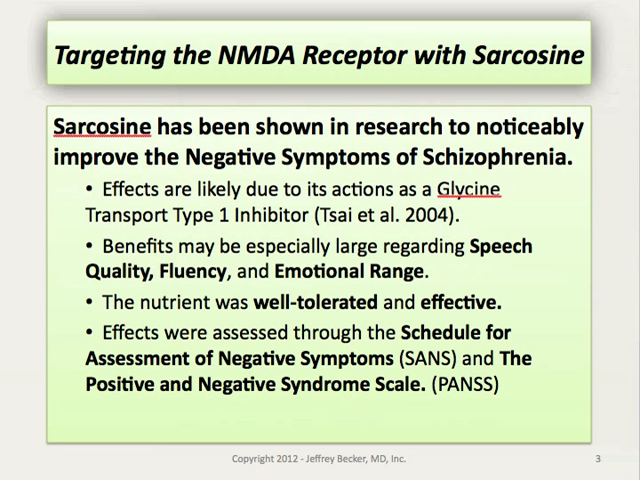 Targeting the NMDA Receptor with Sarcosine
Sarcosine has been shown in research to noticeably
improve the Negative Symptoms of Schizophrenia.
• Effects are likely due to its actions as a Glycine
Transport Type 1 Inhibitor (Tsai et al. 2004).
• Benefits may be especially large regarding Speech
Quality, Fluency, and Emotional Range.
• The nutrient was well-tolerated and effective.
• Effects were assessed through the Schedule for
Assessment of Negative Symptoms (SANS) and The
Positive and Negative Syndrome Scale. (PANSS)
Copyright 2012 - Jeffrey Becker, MD, Inc.
3